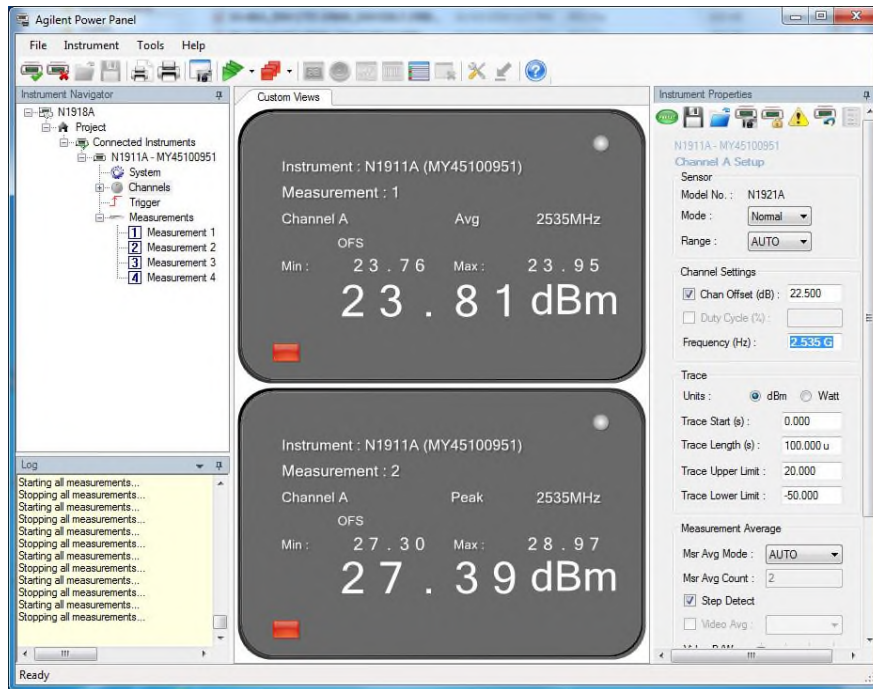 Agilent Power Panel
File Instrument Tools Help
Instrument Navigator
N1918A
Project
Connected Instruments
N1911A - MY45100951
System
Channels
Trigger
Measurements
1 Measurement 1
2 Measurement 2
3 Measurement 3
4 Measurement 4
Log
Starting all measurements...
Stopping all measurements...
Starting all measurements...
Stopping all measurements...
Starting all measurements...
Stopping all measurements...
Starting all measurements...
Stopping all measurements...
Starting all measurements...
Stopping all measurements...
Starting all measurements...
Stopping all measurements...
Custom Views
Instrument : N1911A (MY45100951)
Measurement : 1
Channel A Avg 2535MHz
OFS
Min : 23.76 Max : 23.95
23.81 dBm
Instrument : N1911A (MY45100951)
Measurement : 2
Channel A Peak 2535MHz
OFS
Min : 27.30 Max : 28.97
27.39 dBm
Instrument Properties
N1911A - MY45100951
Channel A Setup
Sensor
Model No. : N1921A
Mode : Normal
Range : AUTO
Channel Settings
Chan Offset (dB) : 22.500
Duty Cycle (%) :
Frequency (Hz) : 2.535 G
Trace
Units : dBm Watt
Trace Start (s) : 0.000
Trace Length (s) : 100.000 u
Trace Upper Limit : 20.000
Trace Lower Limit : -50.000
Measurement Average
Msr Avg Mode : AUTO
Msr Avg Count : 2
Step Detect
Video Avg :
Ready